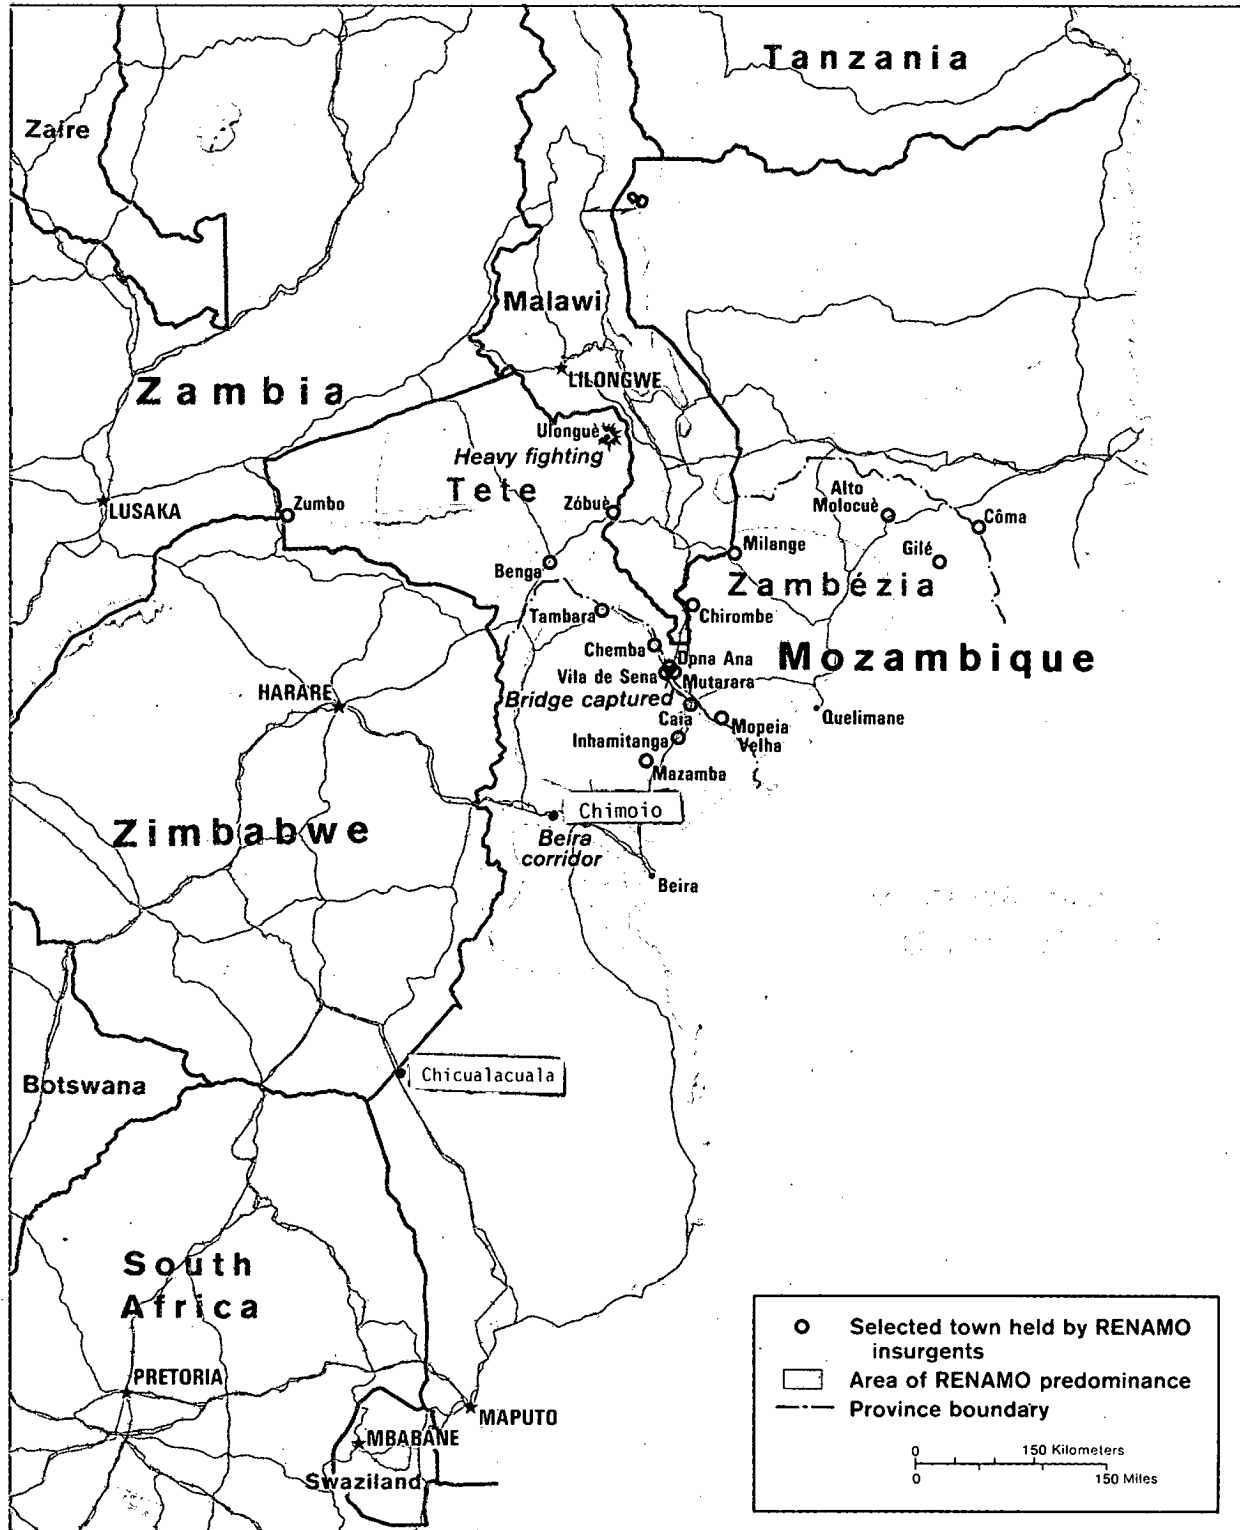 Tanzania
Zaire
Malawi
Zambia
LILONGWE
Ulonguè
Heavy fighting
Tete
LUSAKA
Zumbo
Zóbuè
Alto
Molocuè
Côma
Milange
Gilé
Benga
Zambézia
Tambara
Chirombe
Chemba
Mozambique
Dona Ana
Vila de Sena
Mutarara
HARARE
Bridge captured
Caia
Quelimane
Mopeia
Velha
Inhamitanga
Mazamba
Chimoio
Zimbabwe
Beira
corridor
Beira
Botswana
Chicualacuala
South
Africa
PRETORIA
MAPUTO
MBABANE
Swaziland
Selected town held by RENAMO
insurgents
Area of RENAMO predominance
Province boundary
0 150 Kilometers
0 150 Miles